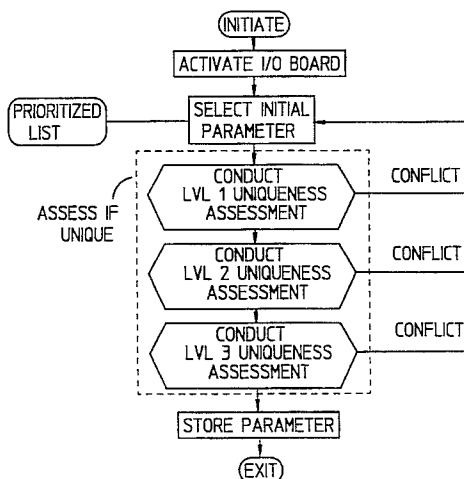 INITIATE
ACTIVATE I/O BOARD
PRIORITIZED
LIST
SELECT INITIAL
PARAMETER
ASSESS IF
UNIQUE
CONDUCT
LVL 1 UNIQUENESS
ASSESSMENT
CONFLICT
CONDUCT
LVL 2 UNIQUENESS
ASSESSMENT
CONFLICT
CONDUCT
LVL 3 UNIQUENESS
ASSESSMENT
CONFLICT
STORE PARAMETER
EXIT